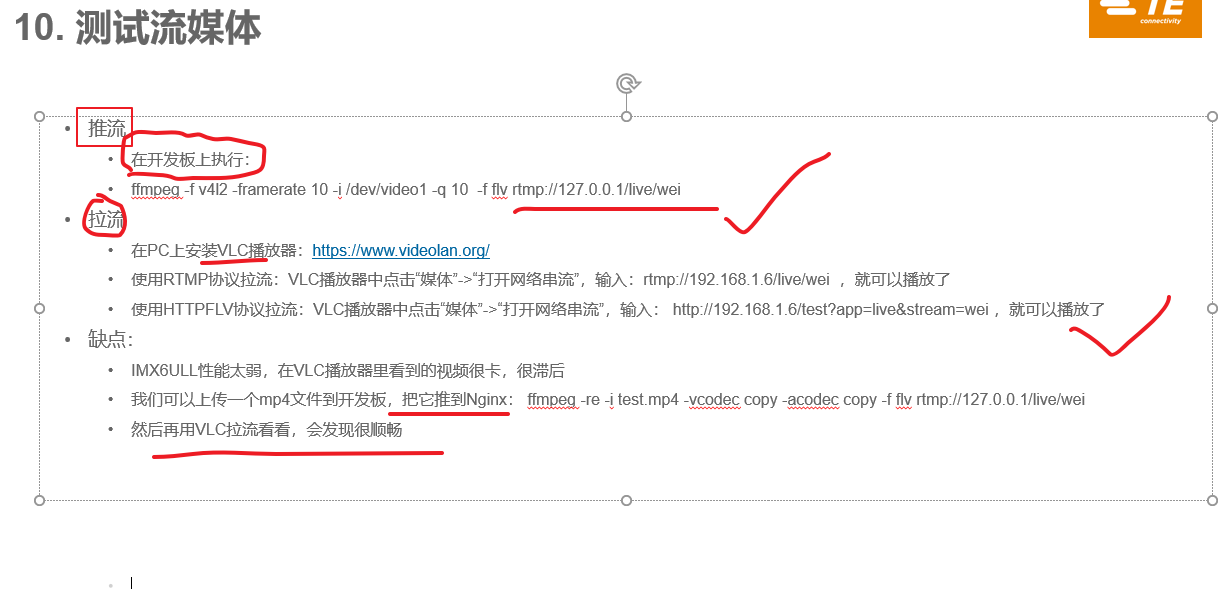 10. 测试流媒体
TE
connectivity
推流
在开发板上执行：
ffmpeg -f v4l2 -framerate 10 -i /dev/video1 -q 10  -f flv rtmp://127.0.0.1/live/wei
拉流
在PC上安装VLC播放器：https://www.videolan.org/
使用RTMP协议拉流：VLC播放器中点击“媒体”->“打开网络串流”，输入：rtmp://192.168.1.6/live/wei ，就可以播放了
使用HTTPFLV协议拉流：VLC播放器中点击“媒体”->“打开网络串流”，输入： http://192.168.1.6/test?app=live&stream=wei ，就可以播放了
缺点：
IMX6ULL性能太弱，在VLC播放器里看到的视频很卡，很滞后
我们可以上传一个mp4文件到开发板，把它推到Nginx： ffmpeg -re -i test.mp4 -vcodec copy -acodec copy -f flv rtmp://127.0.0.1/live/wei
然后再用VLC拉流看看，会发现很顺畅